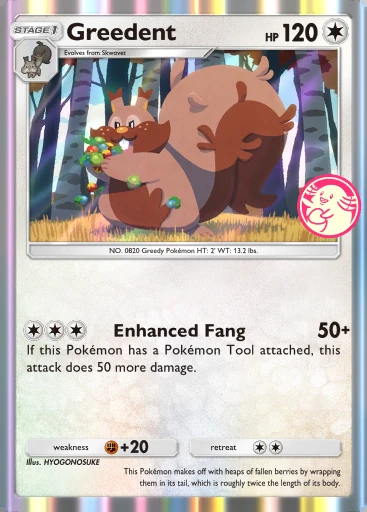 STAGE 1
Greedent
HP 120
Evolves from Skwovet
NO. 0820 Greedy Pokémon HT: 2' WT: 13.2 lbs.
Enhanced Fang 50+
If this Pokémon has a Pokémon Tool attached, this
attack does 50 more damage.
weakness +20 retreat
Illus. HYOGONOSUKE
This Pokémon makes off with heaps of fallen berries by wrapping
them in its tail, which is roughly twice the length of its body.